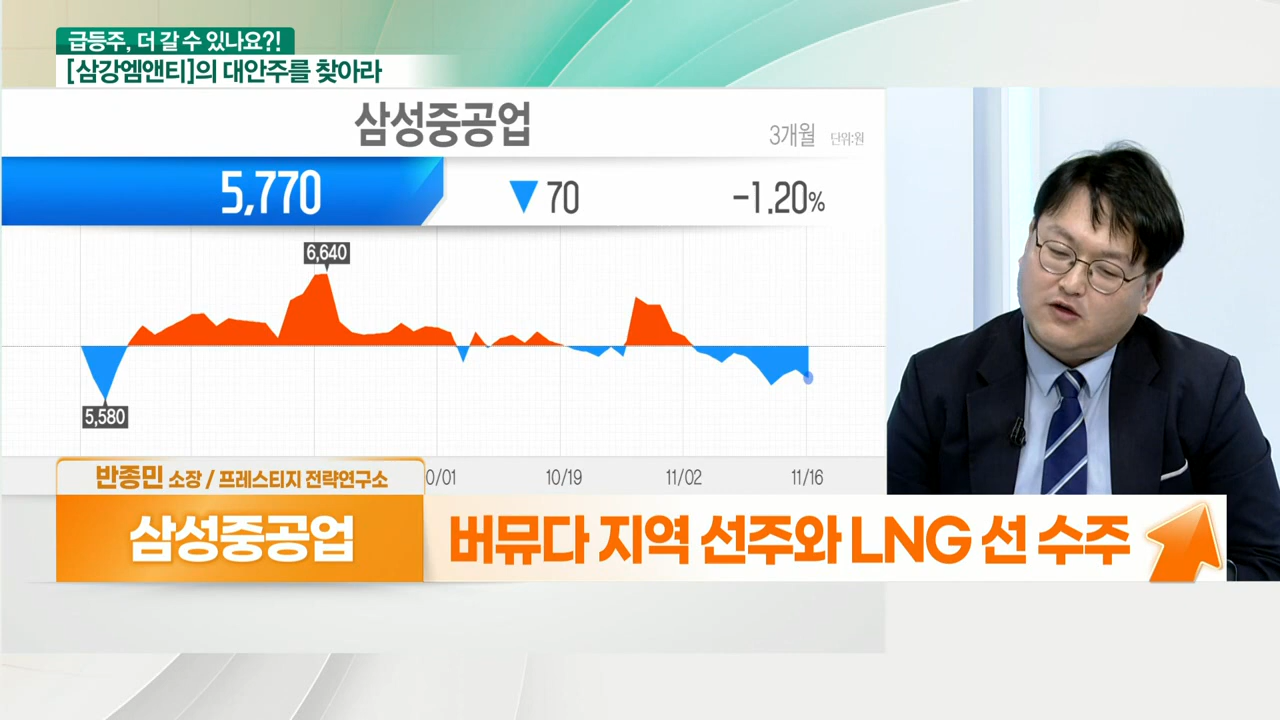 급등주, 더 갈 수 있나요?!
[삼강엠앤티]의 대안주를 찾아라
삼성중공업
3개월 단위:원
5,770 ▼ 70 -1.20%
6,640
5,580
0/01 10/19 11/02 11/16
반종민 소장 / 프레스티지 전략연구소
삼성중공업
버뮤다 지역 선주와 LNG 선 수주